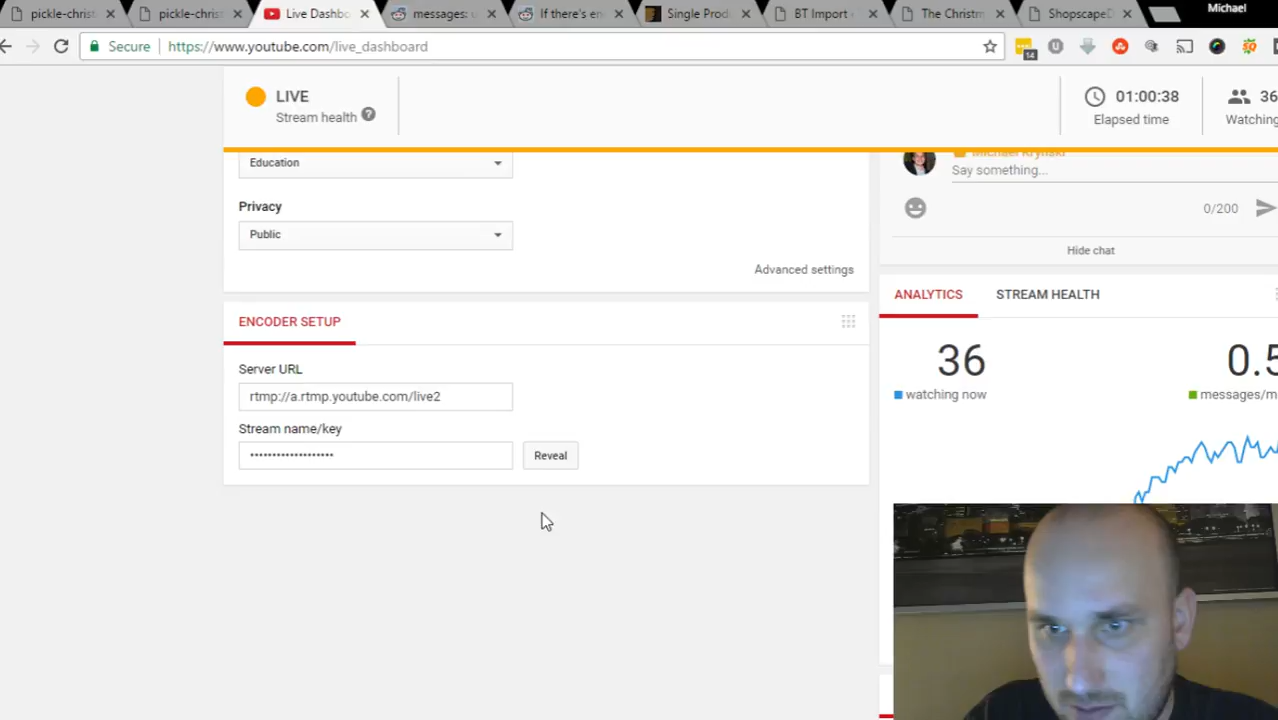 pickle-christ
pickle-christ
Live Dashbo
messages: u
If there's en
Single Prod
BT Import
The Christm
ShopscapeD
Michael
Secure
https://www.youtube.com/live_dashboard
14
LIVE
Stream health
?
01:00:38
Elapsed time
36
Watching
Education
Michael Krynski
Say something...
0/200
Hide chat
Privacy
Public
Advanced settings
ENCODER SETUP
Server URL
rtmp://a.rtmp.youtube.com/live2
Stream name/key
•••••••••••••••••••
Reveal
ANALYTICS
STREAM HEALTH
36
watching now
0.5
messages/m